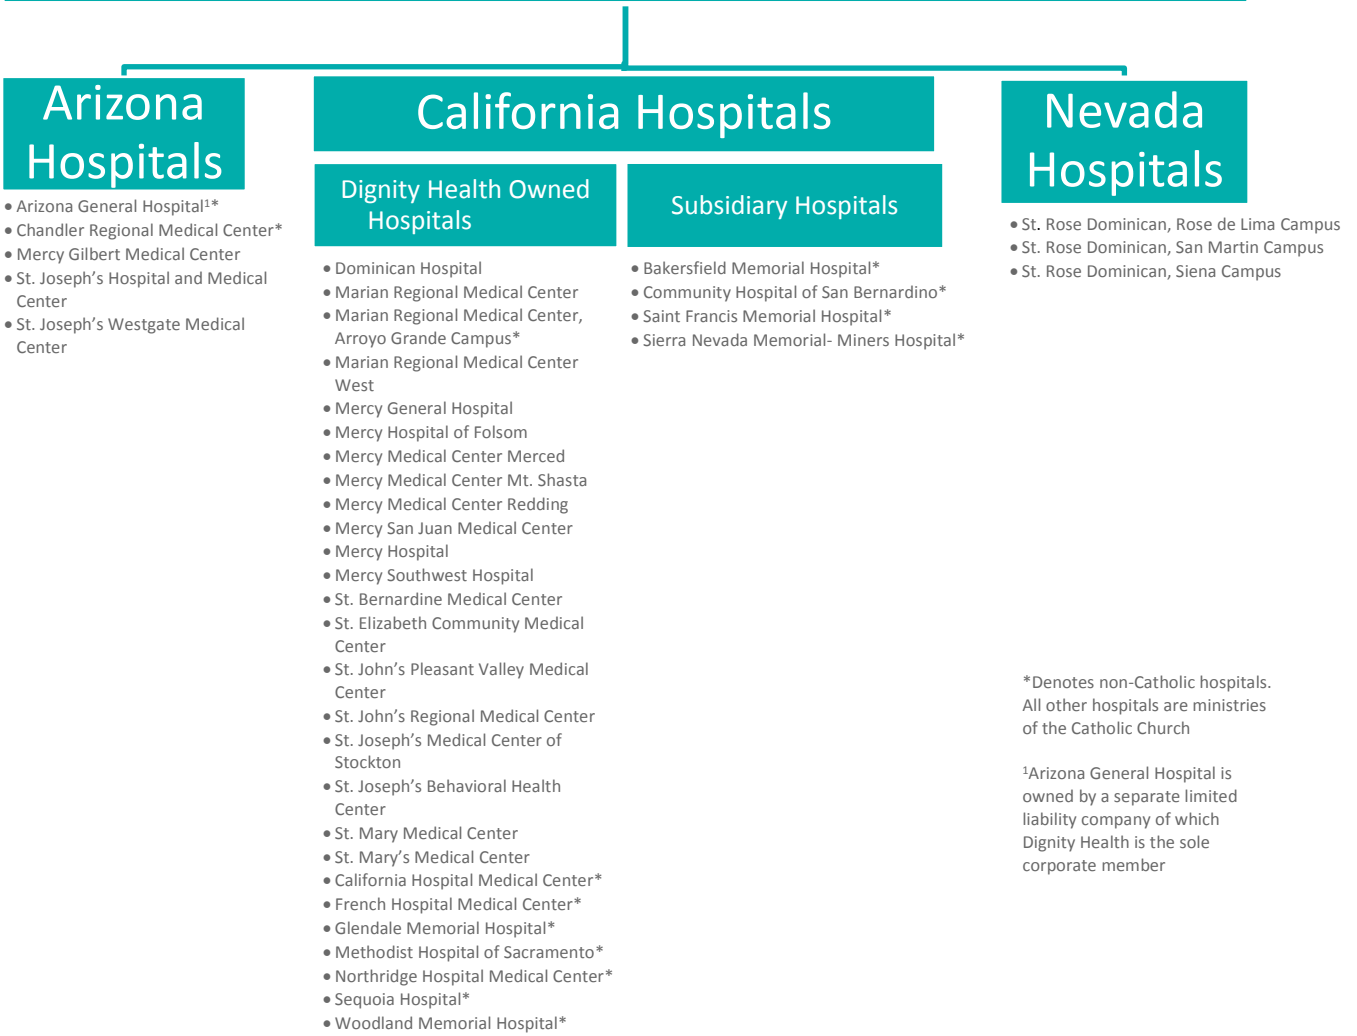 Arizona
Hospitals
• Arizona General Hospital¹*
• Chandler Regional Medical Center*
• Mercy Gilbert Medical Center
• St. Joseph’s Hospital and Medical
Center
• St. Joseph’s Westgate Medical
Center
California Hospitals
Dignity Health Owned
Hospitals
• Dominican Hospital
• Marian Regional Medical Center
• Marian Regional Medical Center,
Arroyo Grande Campus*
• Marian Regional Medical Center
West
• Mercy General Hospital
• Mercy Hospital of Folsom
• Mercy Medical Center Merced
• Mercy Medical Center Mt. Shasta
• Mercy Medical Center Redding
• Mercy San Juan Medical Center
• Mercy Hospital
• Mercy Southwest Hospital
• St. Bernardine Medical Center
• St. Elizabeth Community Medical
Center
• St. John’s Pleasant Valley Medical
Center
• St. John’s Regional Medical Center
• St. Joseph’s Medical Center of
Stockton
• St. Joseph’s Behavioral Health
Center
• St. Mary Medical Center
• St. Mary’s Medical Center
• California Hospital Medical Center*
• French Hospital Medical Center*
• Glendale Memorial Hospital*
• Methodist Hospital of Sacramento*
• Northridge Hospital Medical Center*
• Sequoia Hospital*
• Woodland Memorial Hospital*
Subsidiary Hospitals
• Bakersfield Memorial Hospital*
• Community Hospital of San Bernardino*
• Saint Francis Memorial Hospital*
• Sierra Nevada Memorial- Miners Hospital*
Nevada
Hospitals
• St. Rose Dominican, Rose de Lima Campus
• St. Rose Dominican, San Martin Campus
• St. Rose Dominican, Siena Campus
*Denotes non-Catholic hospitals.
All other hospitals are ministries
of the Catholic Church
¹Arizona General Hospital is
owned by a separate limited
liability company of which
Dignity Health is the sole
corporate member